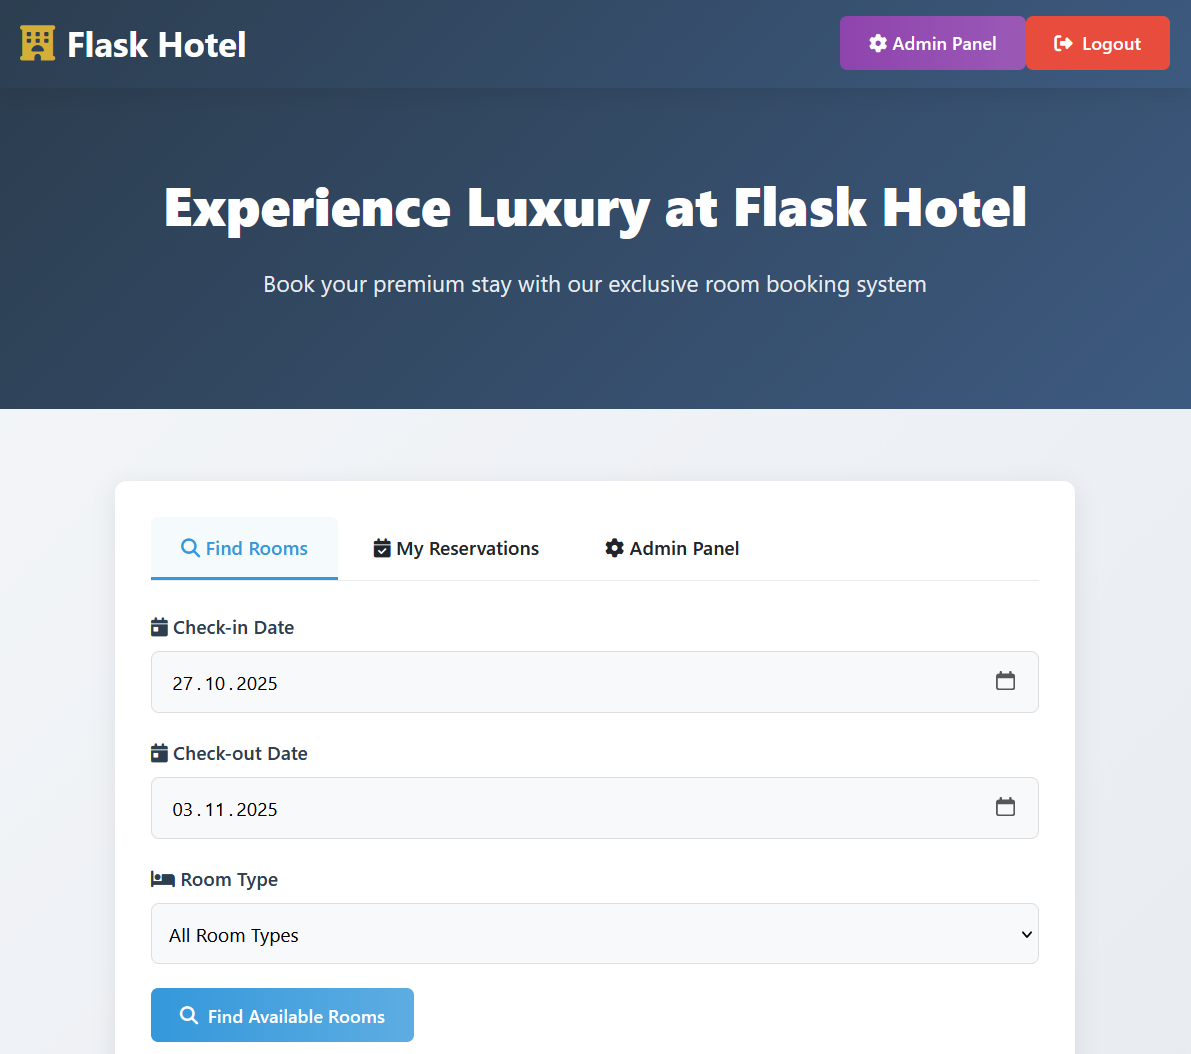 Flask Hotel
Admin Panel
Logout
Experience Luxury at Flask Hotel
Book your premium stay with our exclusive room booking system
Find Rooms
My Reservations
Admin Panel
Check-in Date
27.10.2025
Check-out Date
03.11.2025
Room Type
All Room Types
Find Available Rooms